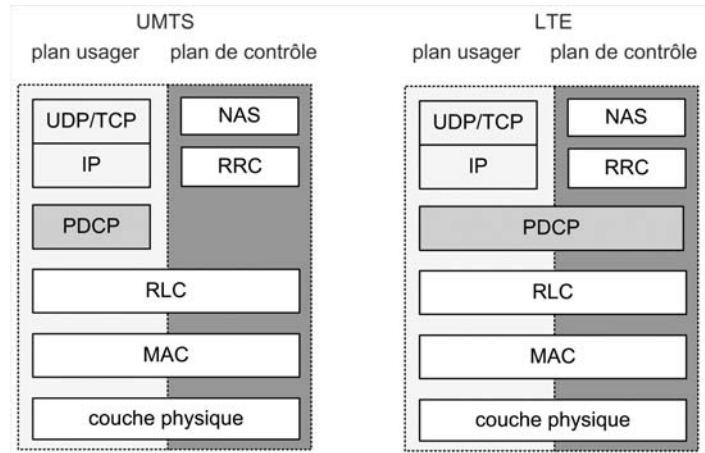 UMTS
plan usager
plan de contrôle
UDP/TCP
NAS
IP
RRC
PDCP
RLC
MAC
couche physique
LTE
plan usager
plan de contrôle
UDP/TCP
NAS
IP
RRC
PDCP
RLC
MAC
couche physique